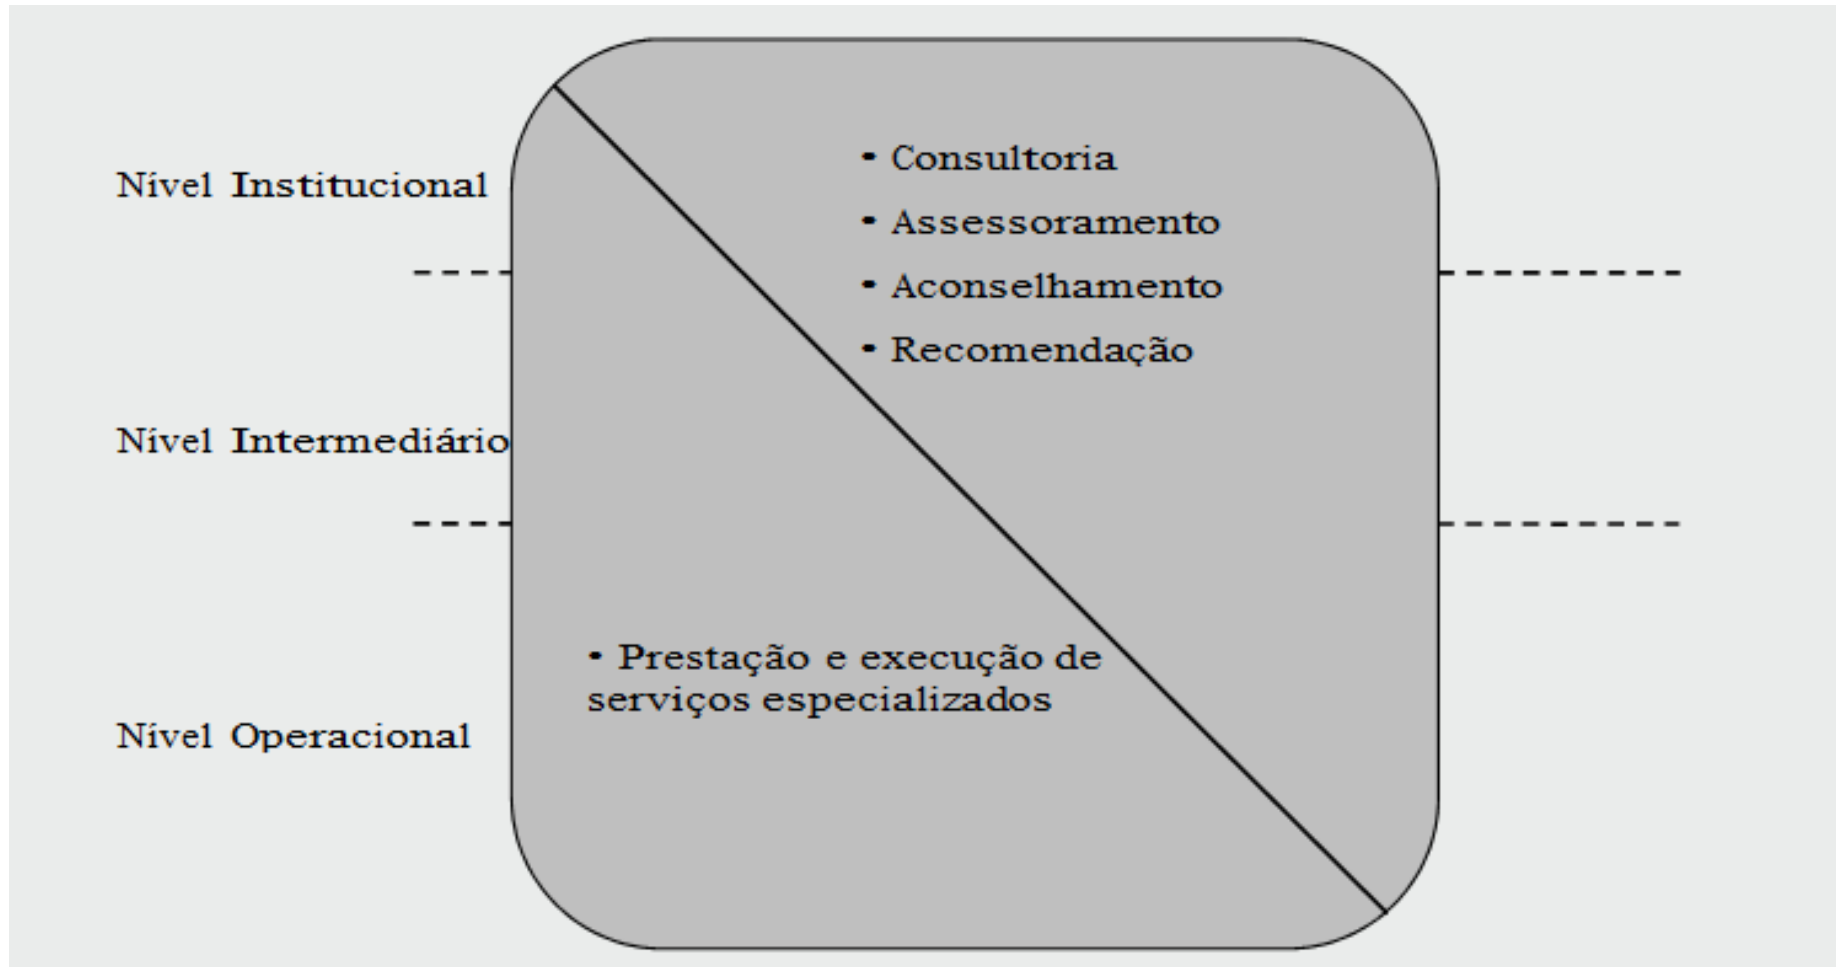 • Consultoria
Nível Institucional
• Assessoramento
• Aconselhamento
• Recomendação
Nível Intermediário
• Prestação e execução de
serviços especializados
Nível Operacional